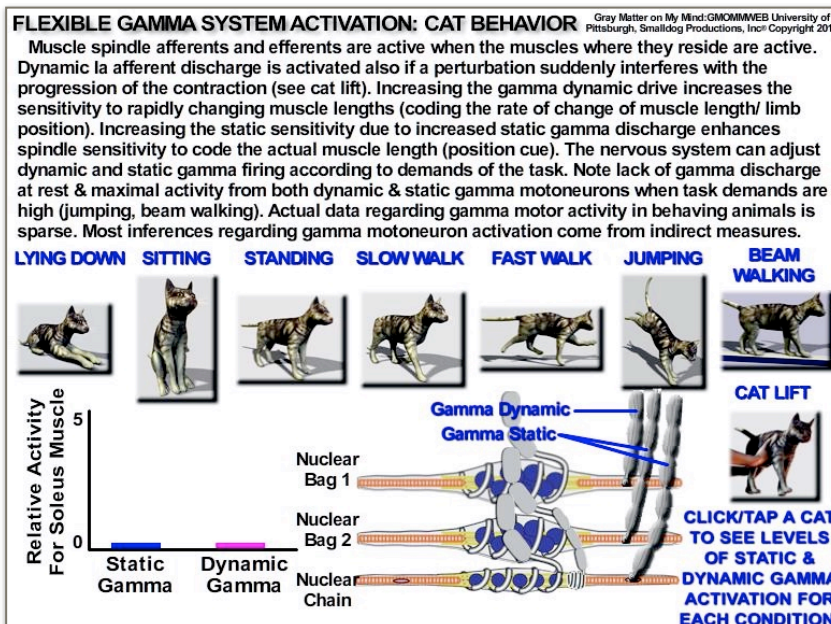 FLEXIBLE GAMMA SYSTEM ACTIVATION: CAT BEHAVIOR
Gray Matter on My Mind:GMOMMWEB University of
Pittsburgh, Smalldog Productions, Inc® Copyright 201
Muscle spindle afferents and efferents are active when the muscles where they reside are active.
Dynamic Ia afferent discharge is activated also if a perturbation suddenly interferes with the
progression of the contraction (see cat lift). Increasing the gamma dynamic drive increases the
sensitivity to rapidly changing muscle lengths (coding the rate of change of muscle length/ limb
position). Increasing the static sensitivity due to increased static gamma discharge enhances
spindle sensitivity to code the actual muscle length (position cue). The nervous system can adjust
dynamic and static gamma firing according to demands of the task. Note lack of gamma discharge
at rest & maximal activity from both dynamic & static gamma motoneurons when task demands are
high (jumping, beam walking). Actual data regarding gamma motor activity in behaving animals is
sparse. Most inferences regarding gamma motoneuron activation come from indirect measures.
LYING DOWN SITTING STANDING SLOW WALK FAST WALK JUMPING BEAM
WALKING
CAT LIFT
Relative Activity
For Soleus Muscle
5
0
Static
Gamma
Dynamic
Gamma
Gamma Dynamic
Gamma Static
Nuclear
Bag 1
Nuclear
Bag 2
Nuclear
Chain
CLICK/TAP A CAT
TO SEE LEVELS
OF STATIC &
DYNAMIC GAMMA
ACTIVATION FOR
EACH CONDITION